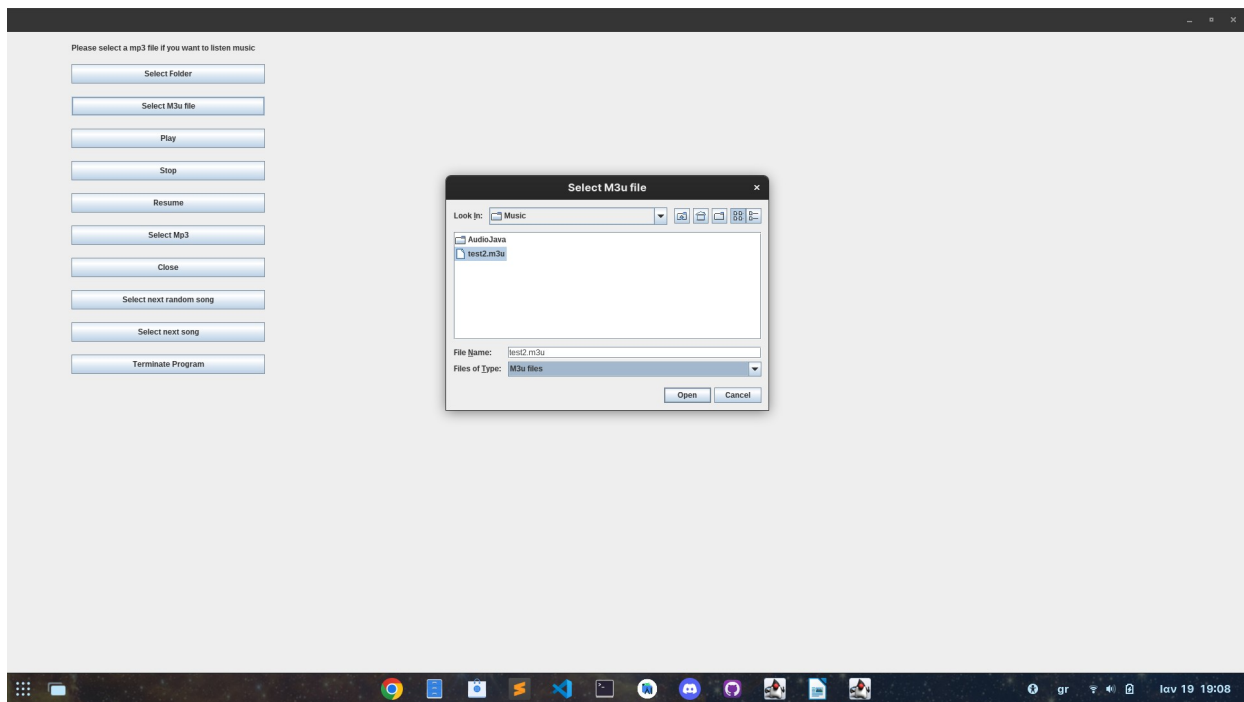 Please select a mp3 file if you want to listen music
Select Folder
Select M3u file
Play
Stop
Resume
Select Mp3
Close
Select next random song
Select next song
Terminate Program
Select M3u file
Look In: Music
AudioJava
test2.m3u
File Name: test2.m3u
Files of Type: M3u files
Open Cancel
gr Ιαν 19 19:08